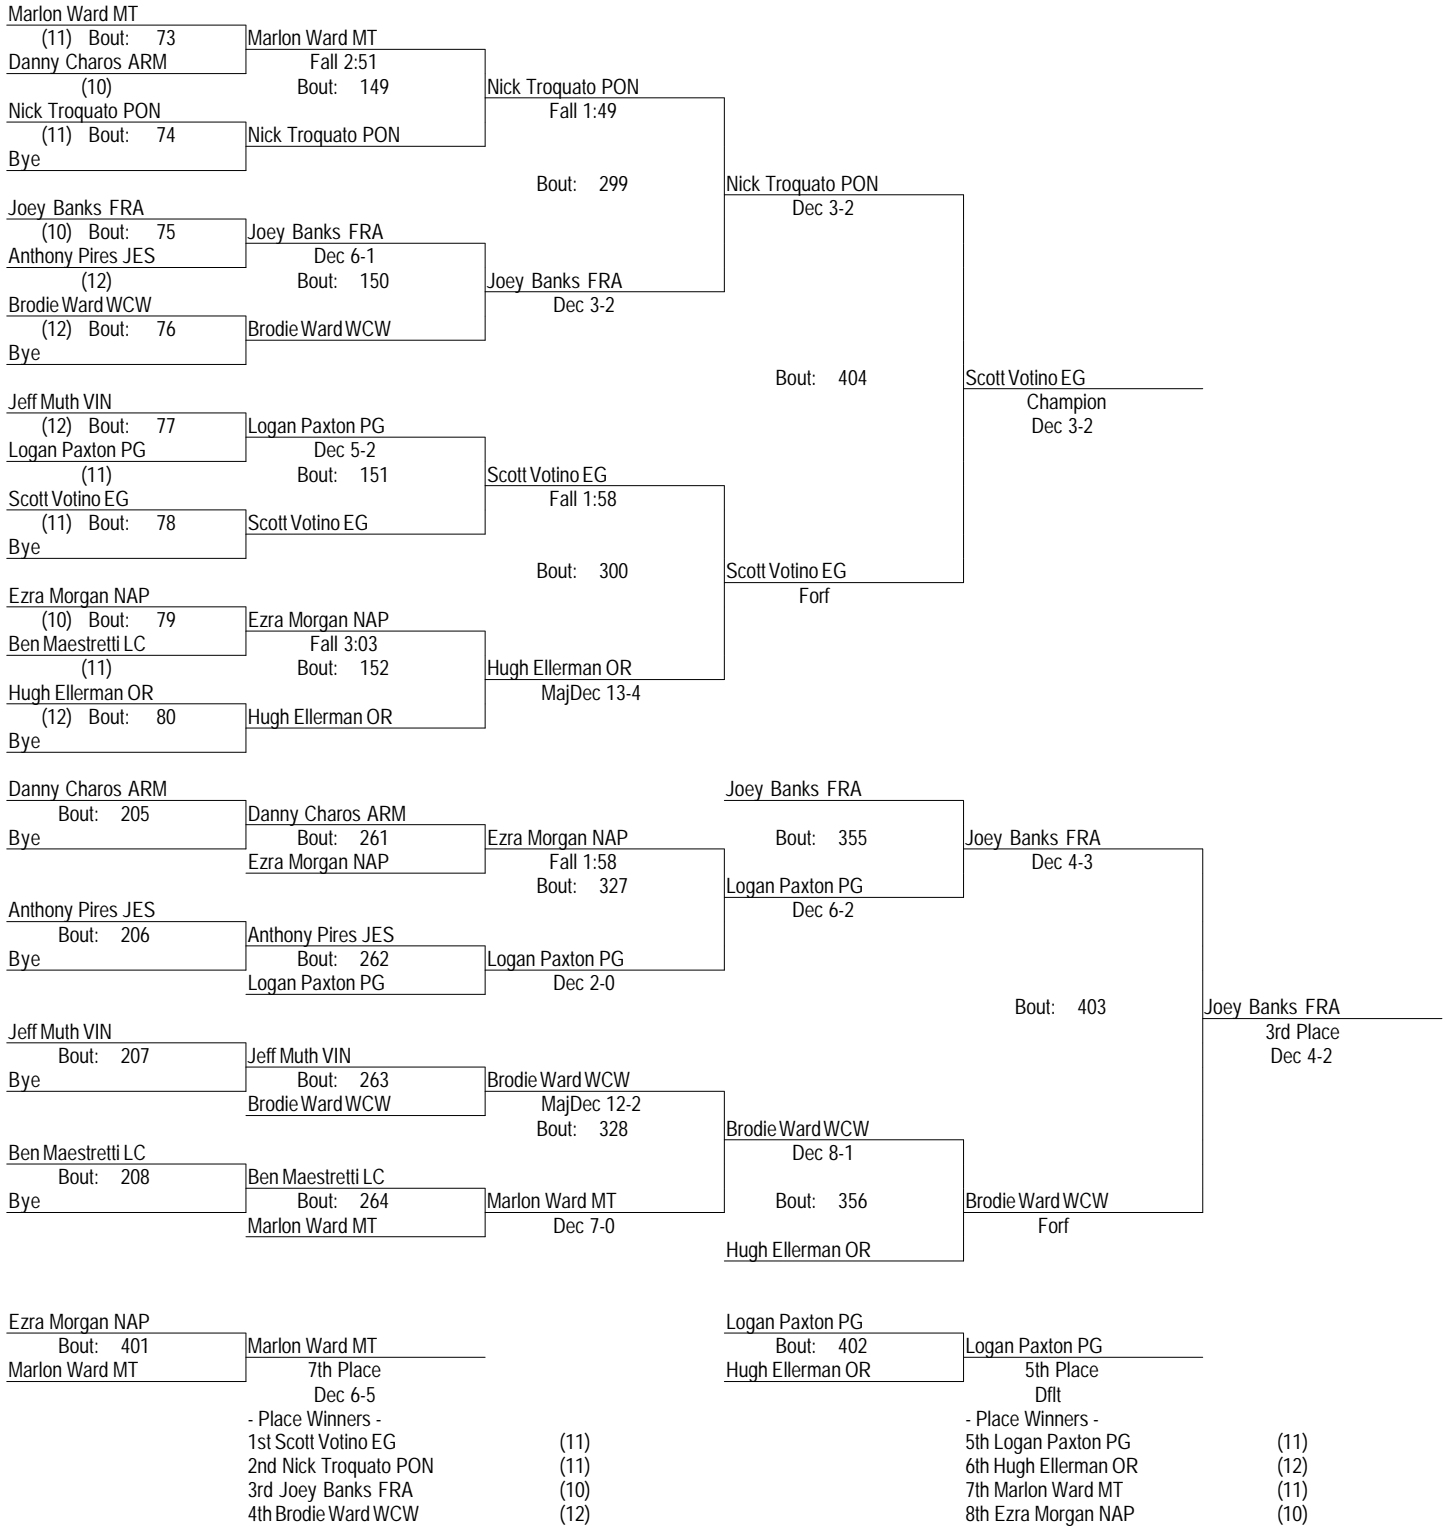 Marlon Ward MT
(11) Bout: 73 Marlon Ward MT
Danny Charos ARM Fall 2:51
(10) Bout: 149 Nick Troquato PON
Nick Troquato PON Fall 1:49
(11) Bout: 74 Nick Troquato PON
Bye
Bout: 299 Nick Troquato PON
Joey Banks FRA Dec 3-2
(10) Bout: 75 Joey Banks FRA
Anthony Pires JES Dec 6-1
(12) Bout: 150 Joey Banks FRA
Brodie Ward WCW Dec 3-2
(12) Bout: 76 Brodie Ward WCW
Bye
Bout: 404 Scott Votino EG
Jeff Muth VIN Champion
(12) Bout: 77 Logan Paxton PG Dec 3-2
Logan Paxton PG Dec 5-2
(11) Bout: 151 Scott Votino EG
Scott Votino EG Fall 1:58
(11) Bout: 78 Scott Votino EG
Bye
Bout: 300 Scott Votino EG
Ezra Morgan NAP Forf
(10) Bout: 79 Ezra Morgan NAP
Ben Maestretti LC Fall 3:03
(11) Bout: 152 Hugh Ellerman OR
Hugh Ellerman OR MajDec 13-4
(12) Bout: 80 Hugh Ellerman OR
Bye
Danny Charos ARM Joey Banks FRA
Bout: 205 Danny Charos ARM
Bye Bout: 261 Ezra Morgan NAP Bout: 355 Joey Banks FRA
Ezra Morgan NAP Fall 1:58 Dec 4-3
Bout: 327 Logan Paxton PG
Anthony Pires JES Dec 6-2
Bout: 206 Anthony Pires JES
Bye Bout: 262 Logan Paxton PG
Logan Paxton PG Dec 2-0
Bout: 403 Joey Banks FRA
Jeff Muth VIN 3rd Place
Bout: 207 Jeff Muth VIN Dec 4-2
Bye Bout: 263 Brodie Ward WCW
Brodie Ward WCW MajDec 12-2
Bout: 328 Brodie Ward WCW
Ben Maestretti LC Dec 8-1
Bout: 208 Ben Maestretti LC
Bye Bout: 264 Marlon Ward MT Bout: 356 Brodie Ward WCW
Marlon Ward MT Dec 7-0 Forf
Hugh Ellerman OR
Ezra Morgan NAP Logan Paxton PG
Bout: 401 Marlon Ward MT Bout: 402 Logan Paxton PG
Marlon Ward MT 7th Place Hugh Ellerman OR 5th Place
Dec 6-5 Dflt
- Place Winners - - Place Winners -
1st Scott Votino EG (11) 5th Logan Paxton PG (11)
2nd Nick Troquato PON (11) 6th Hugh Ellerman OR (12)
3rd Joey Banks FRA (10) 7th Marlon Ward MT (11)
4th Brodie Ward WCW (12) 8th Ezra Morgan NAP (10)